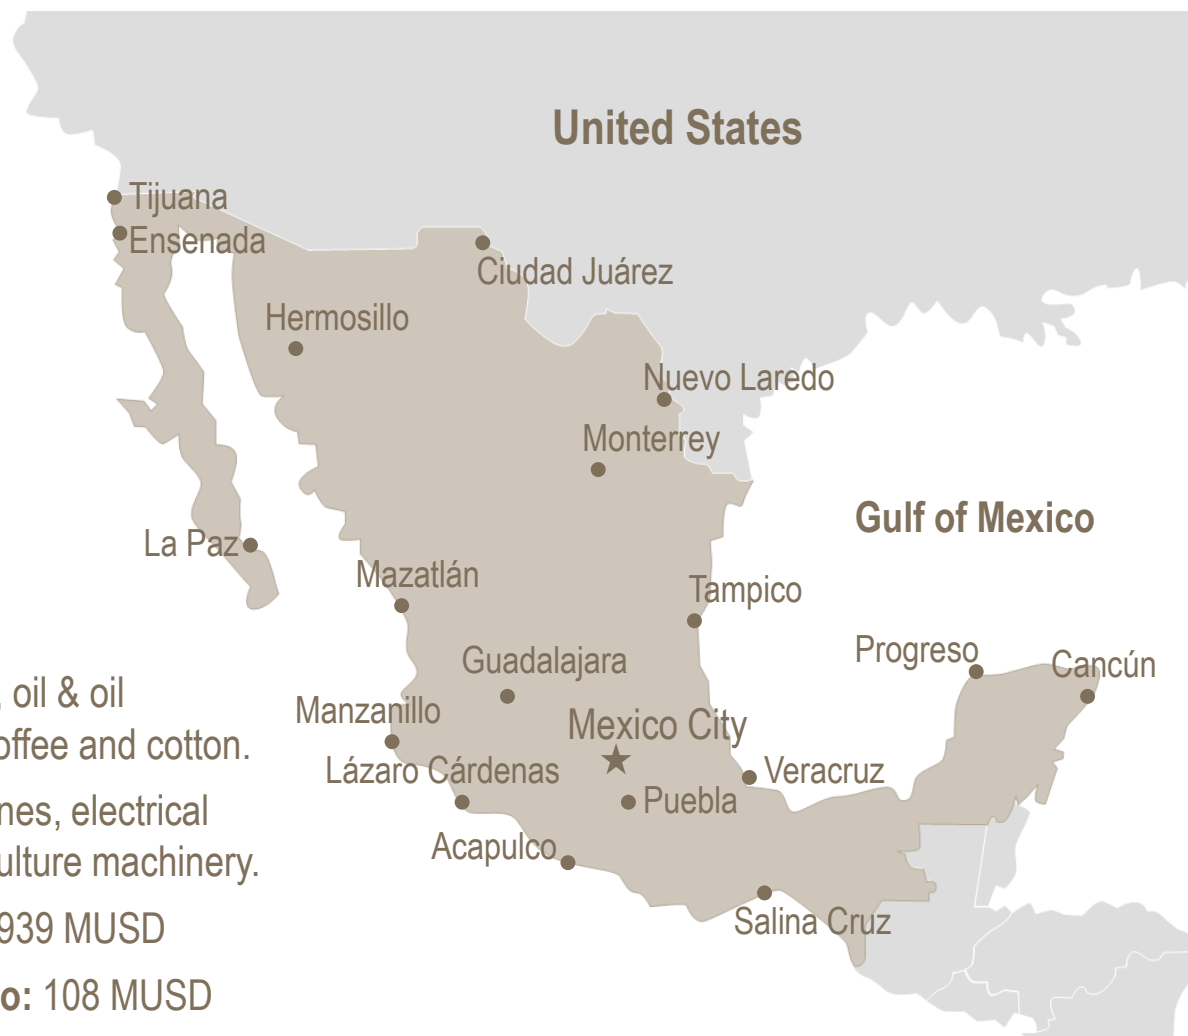 United States
Tijuana
Ensenada
Ciudad Juárez
Hermosillo
Nuevo Laredo
Monterrey
Gulf of Mexico
La Paz
Mazatlán
Tampico
Progreso
Cancún
Guadalajara
, oil & oil
Manzanillo
Mexico City
offee and cotton.
Lázaro Cárdenas
Veracruz
Puebla
nes, electrical
Acapulco
ulture machinery.
Salina Cruz
939 MUSD
o: 108 MUSD